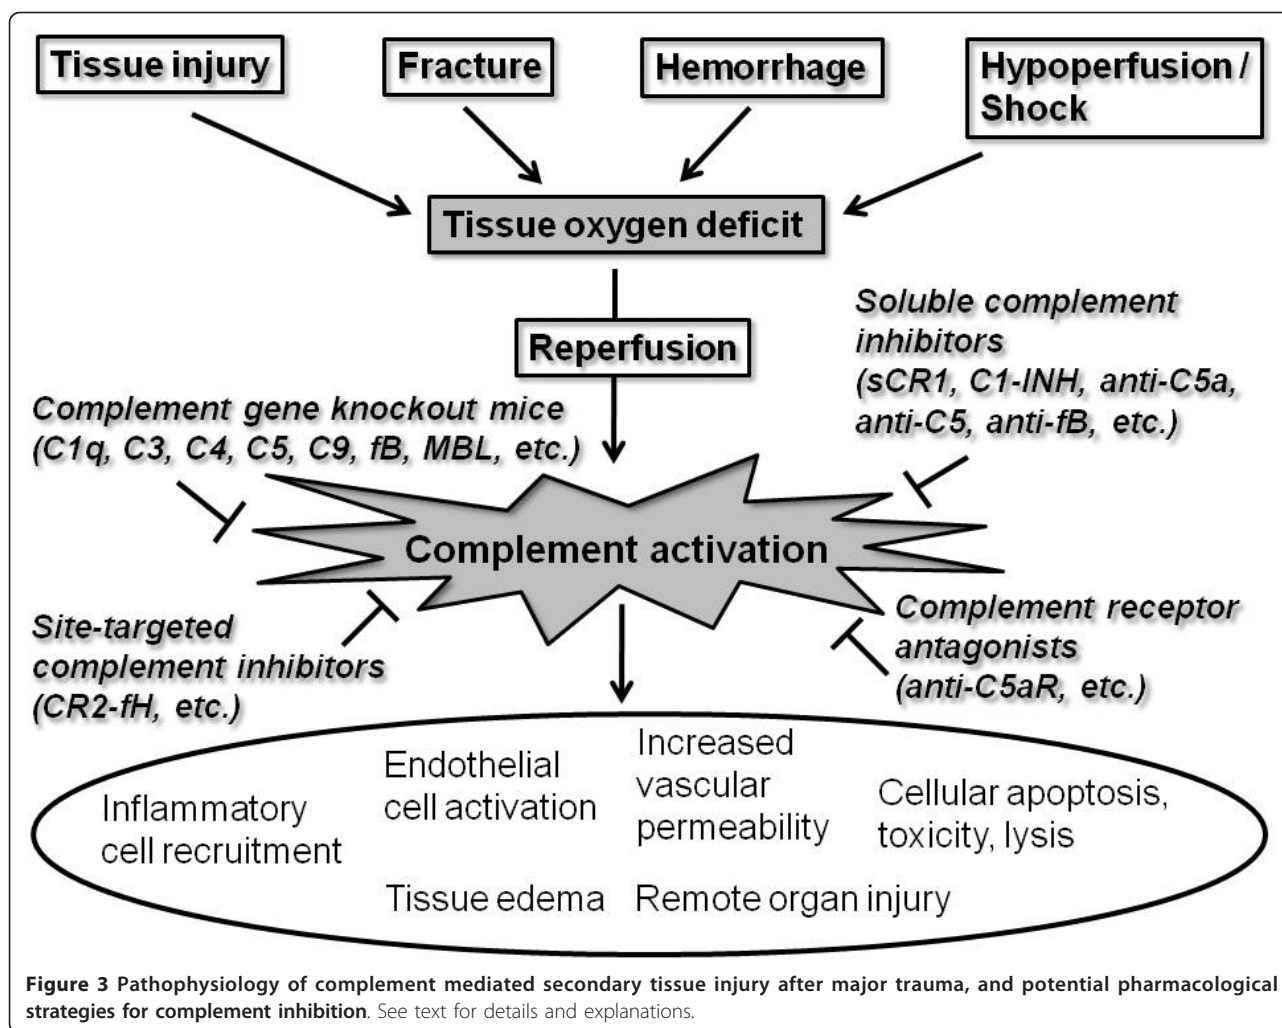 Tissue injury
Fracture
Hemorrhage
Hypoperfusion /
Shock
Tissue oxygen deficit
Reperfusion
Soluble complement
inhibitors
(sCR1, C1-INH, anti-C5a,
anti-C5, anti-fB, etc.)
Complement gene knockout mice
(C1q, C3, C4, C5, C9, fB, MBL, etc.)
Complement activation
Site-targeted
complement inhibitors
(CR2-fH, etc.)
Complement receptor
antagonists
(anti-C5aR, etc.)
Inflammatory
cell recruitment
Endothelial
cell activation
Increased
vascular
permeability
Cellular apoptosis,
toxicity, lysis
Tissue edema
Remote organ injury
Figure 3 Pathophysiology of complement mediated secondary tissue injury after major trauma, and potential pharmacological
strategies for complement inhibition. See text for details and explanations.